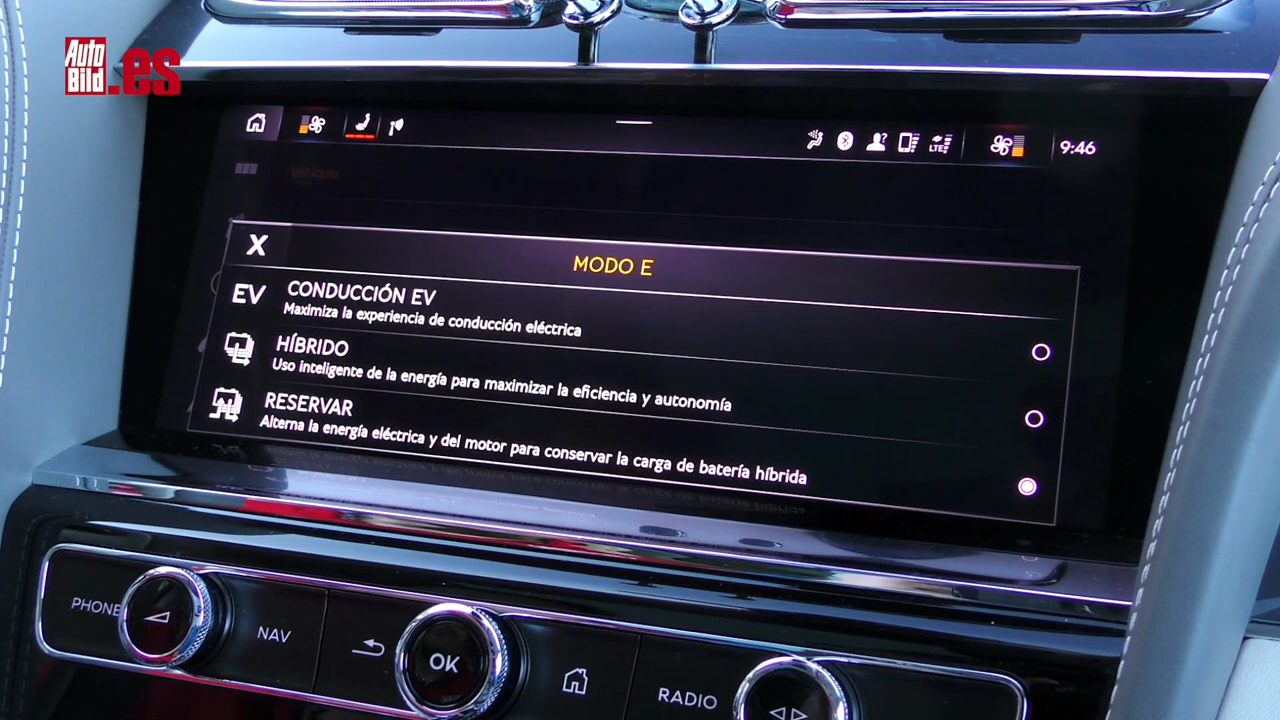 Auto
Bild
.es
LTE
9:46
Vehículo
X
MODO E
EV
CONDUCCIÓN EV
Maximiza la experiencia de conducción eléctrica
HÍBRIDO
Uso inteligente de la energía para maximizar la eficiencia y autonomía
RESERVAR
Alterna la energía eléctrica y del motor para conservar la carga de batería híbrida
PHONE
NAV
OK
RADIO